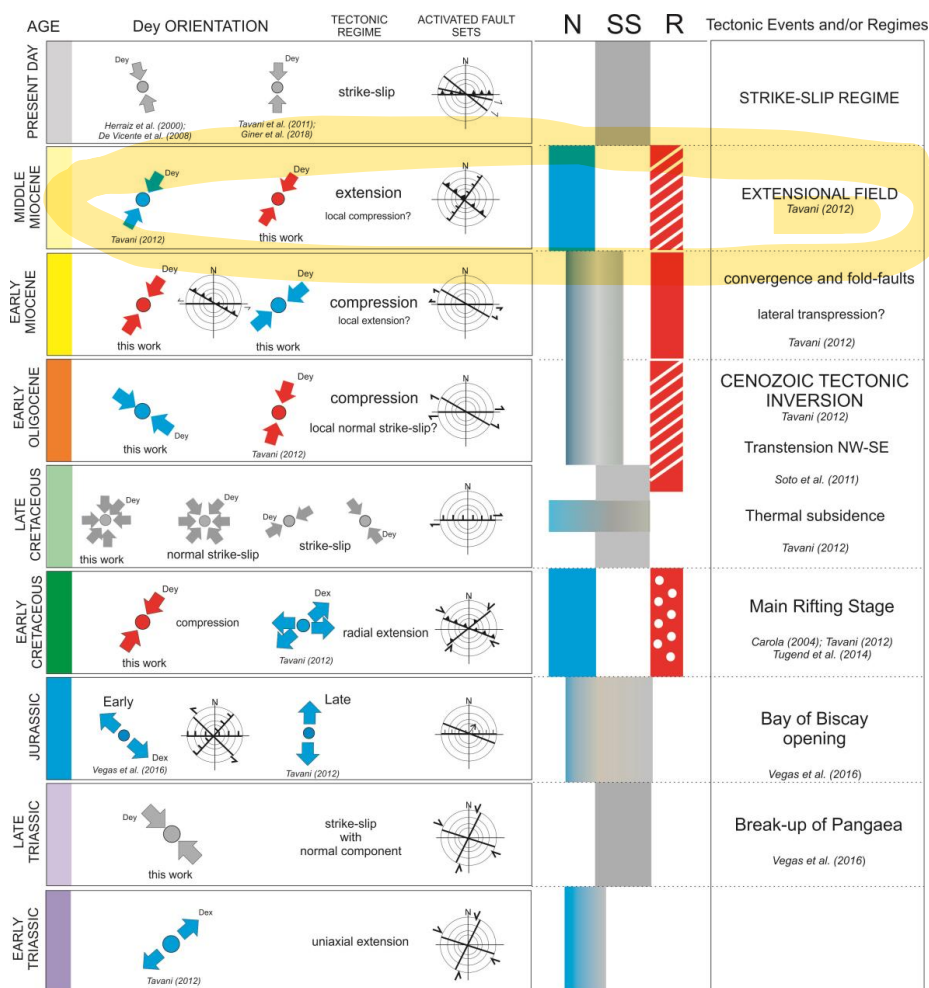 AGE
Dey ORIENTATION
TECTONIC
REGIME
ACTIVATED FAULT
SETS
N
SS
R
Tectonic Events and/or Regimes
PRESENT DAY
Dey
Dey
N
Herraiz et al. (2000);
De Vicente et al. (2008)
Tavani et al. (2011);
Giner et al. (2018)
strike-slip
STRIKE-SLIP REGIME
MIDDLE
MIOCENE
Dey
Dey
N
Tavani (2012)
this work
extension
local compression?
EXTENSIONAL FIELD
Tavani (2012)
EARLY
MIOCENE
Dey
N
Dey
N
this work
this work
compression
local extension?
convergence and fold-faults
lateral transpression?
Tavani (2012)
EARLY
OLIGOCENE
Dey
Dey
N
this work
Tavani (2012)
compression
local normal strike-slip?
CENOZOIC TECTONIC
INVERSION
Tavani (2012)
Transtension NW-SE
Soto et al. (2011)
LATE
CRETACEOUS
Dey
Dey
Dey
Dey
N
this work
normal strike-slip
strike-slip
Thermal subsidence
Tavani (2012)
EARLY
CRETACEOUS
Dey
Dex
N
this work
compression
Tavani (2012)
radial extension
Main Rifting Stage
Carola (2004); Tavani (2012)
Tugend et al. (2014)
JURASSIC
Early
Late
N
N
Dex
Vegas et al. (2016)
Tavani (2012)
Bay of Biscay
opening
Vegas et al. (2016)
LATE
TRIASSIC
Dey
N
this work
strike-slip
with
normal component
Break-up of Pangaea
Vegas et al. (2016)
EARLY
TRIASSIC
Dex
N
Tavani (2012)
uniaxial extension